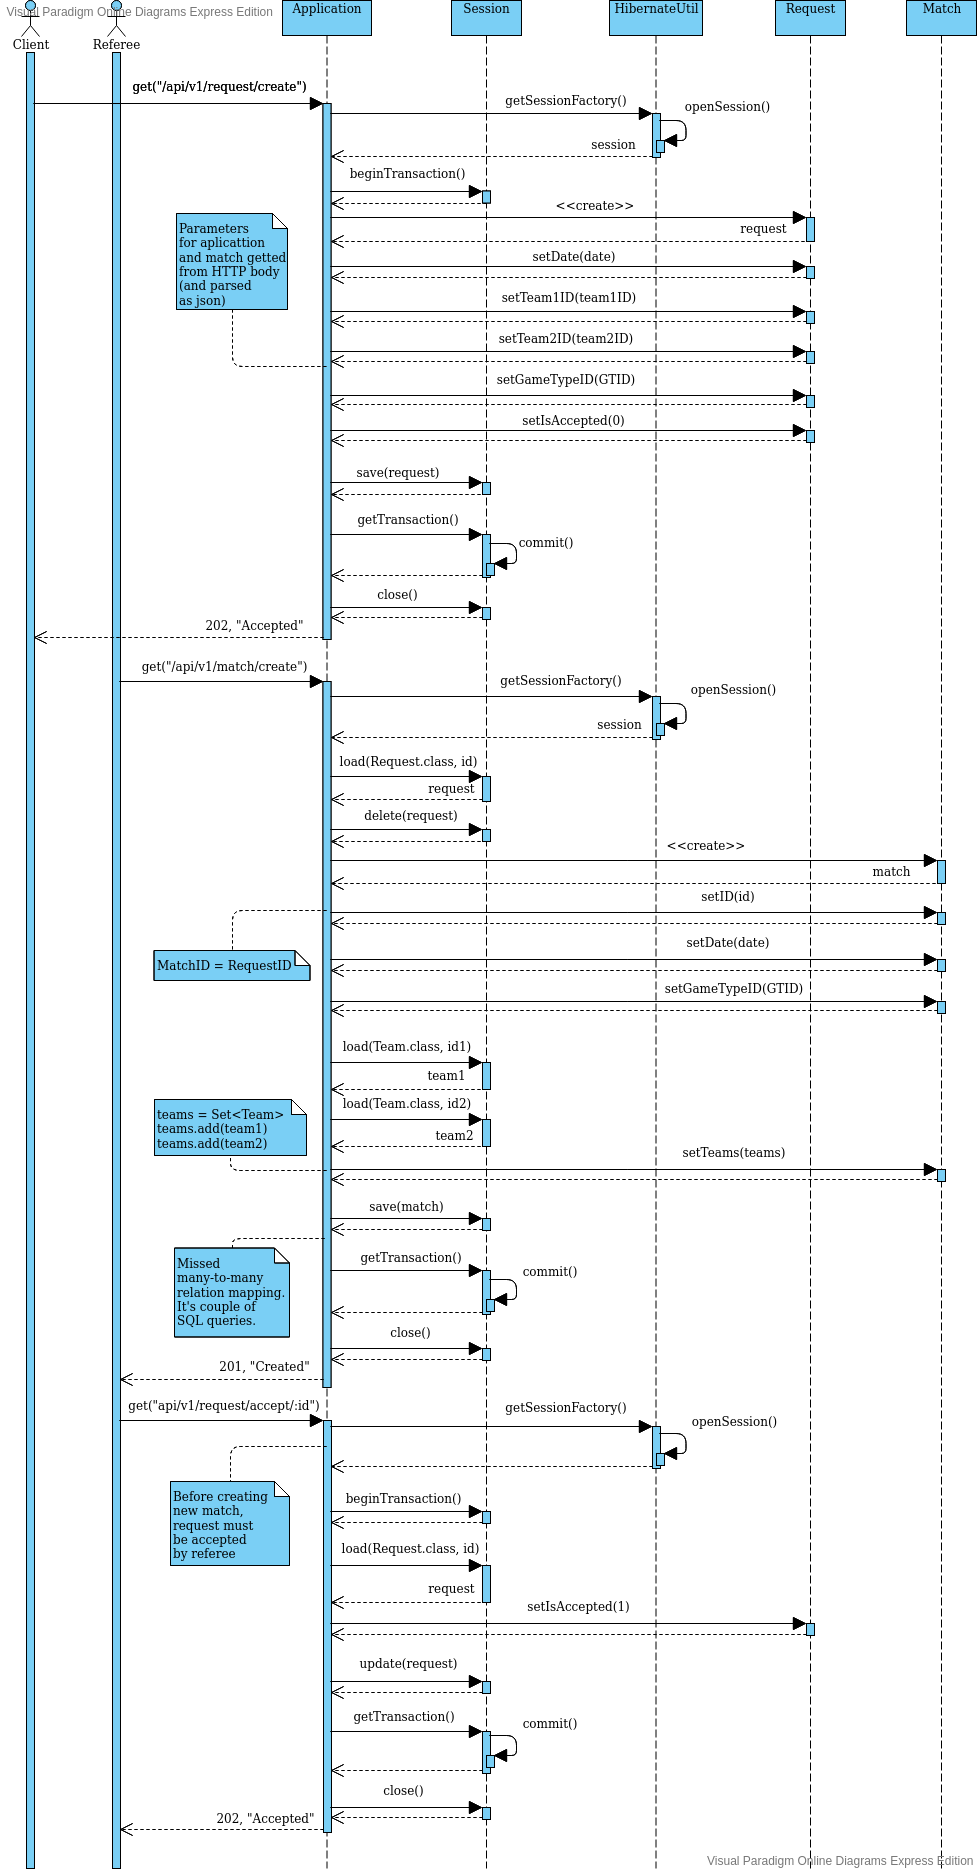 Visual Paradigm Online Diagrams Express Edition
Client
Referee
Application
Session
HibernateUtil
Request
Match
get("/api/v1/request/create")
getSessionFactory()
openSession()
session
beginTransaction()
<<create>>
request
Parameters
for aplicattion
and match getted
from HTTP body
(and parsed
as json)
setDate(date)
setTeam1ID(team1ID)
setTeam2ID(team2ID)
setGameTypeID(GTID)
setIsAccepted(0)
save(request)
getTransaction()
commit()
close()
202, "Accepted"
get("/api/v1/match/create")
getSessionFactory()
openSession()
session
load(Request.class, id)
request
delete(request)
<<create>>
match
setID(id)
MatchID = RequestID
setDate(date)
setGameTypeID(GTID)
load(Team.class, id1)
team1
load(Team.class, id2)
team2
teams = Set<Team>
teams.add(team1)
teams.add(team2)
setTeams(teams)
save(match)
Missed
many-to-many
relation mapping.
It's couple of
SQL queries.
getTransaction()
commit()
close()
201, "Created"
get("api/v1/request/accept/:id")
getSessionFactory()
openSession()
Before creating
new match,
request must
be accepted
by referee
beginTransaction()
load(Request.class, id)
request
setIsAccepted(1)
update(request)
getTransaction()
commit()
close()
202, "Accepted"
Visual Paradigm Online Diagrams Express Edition